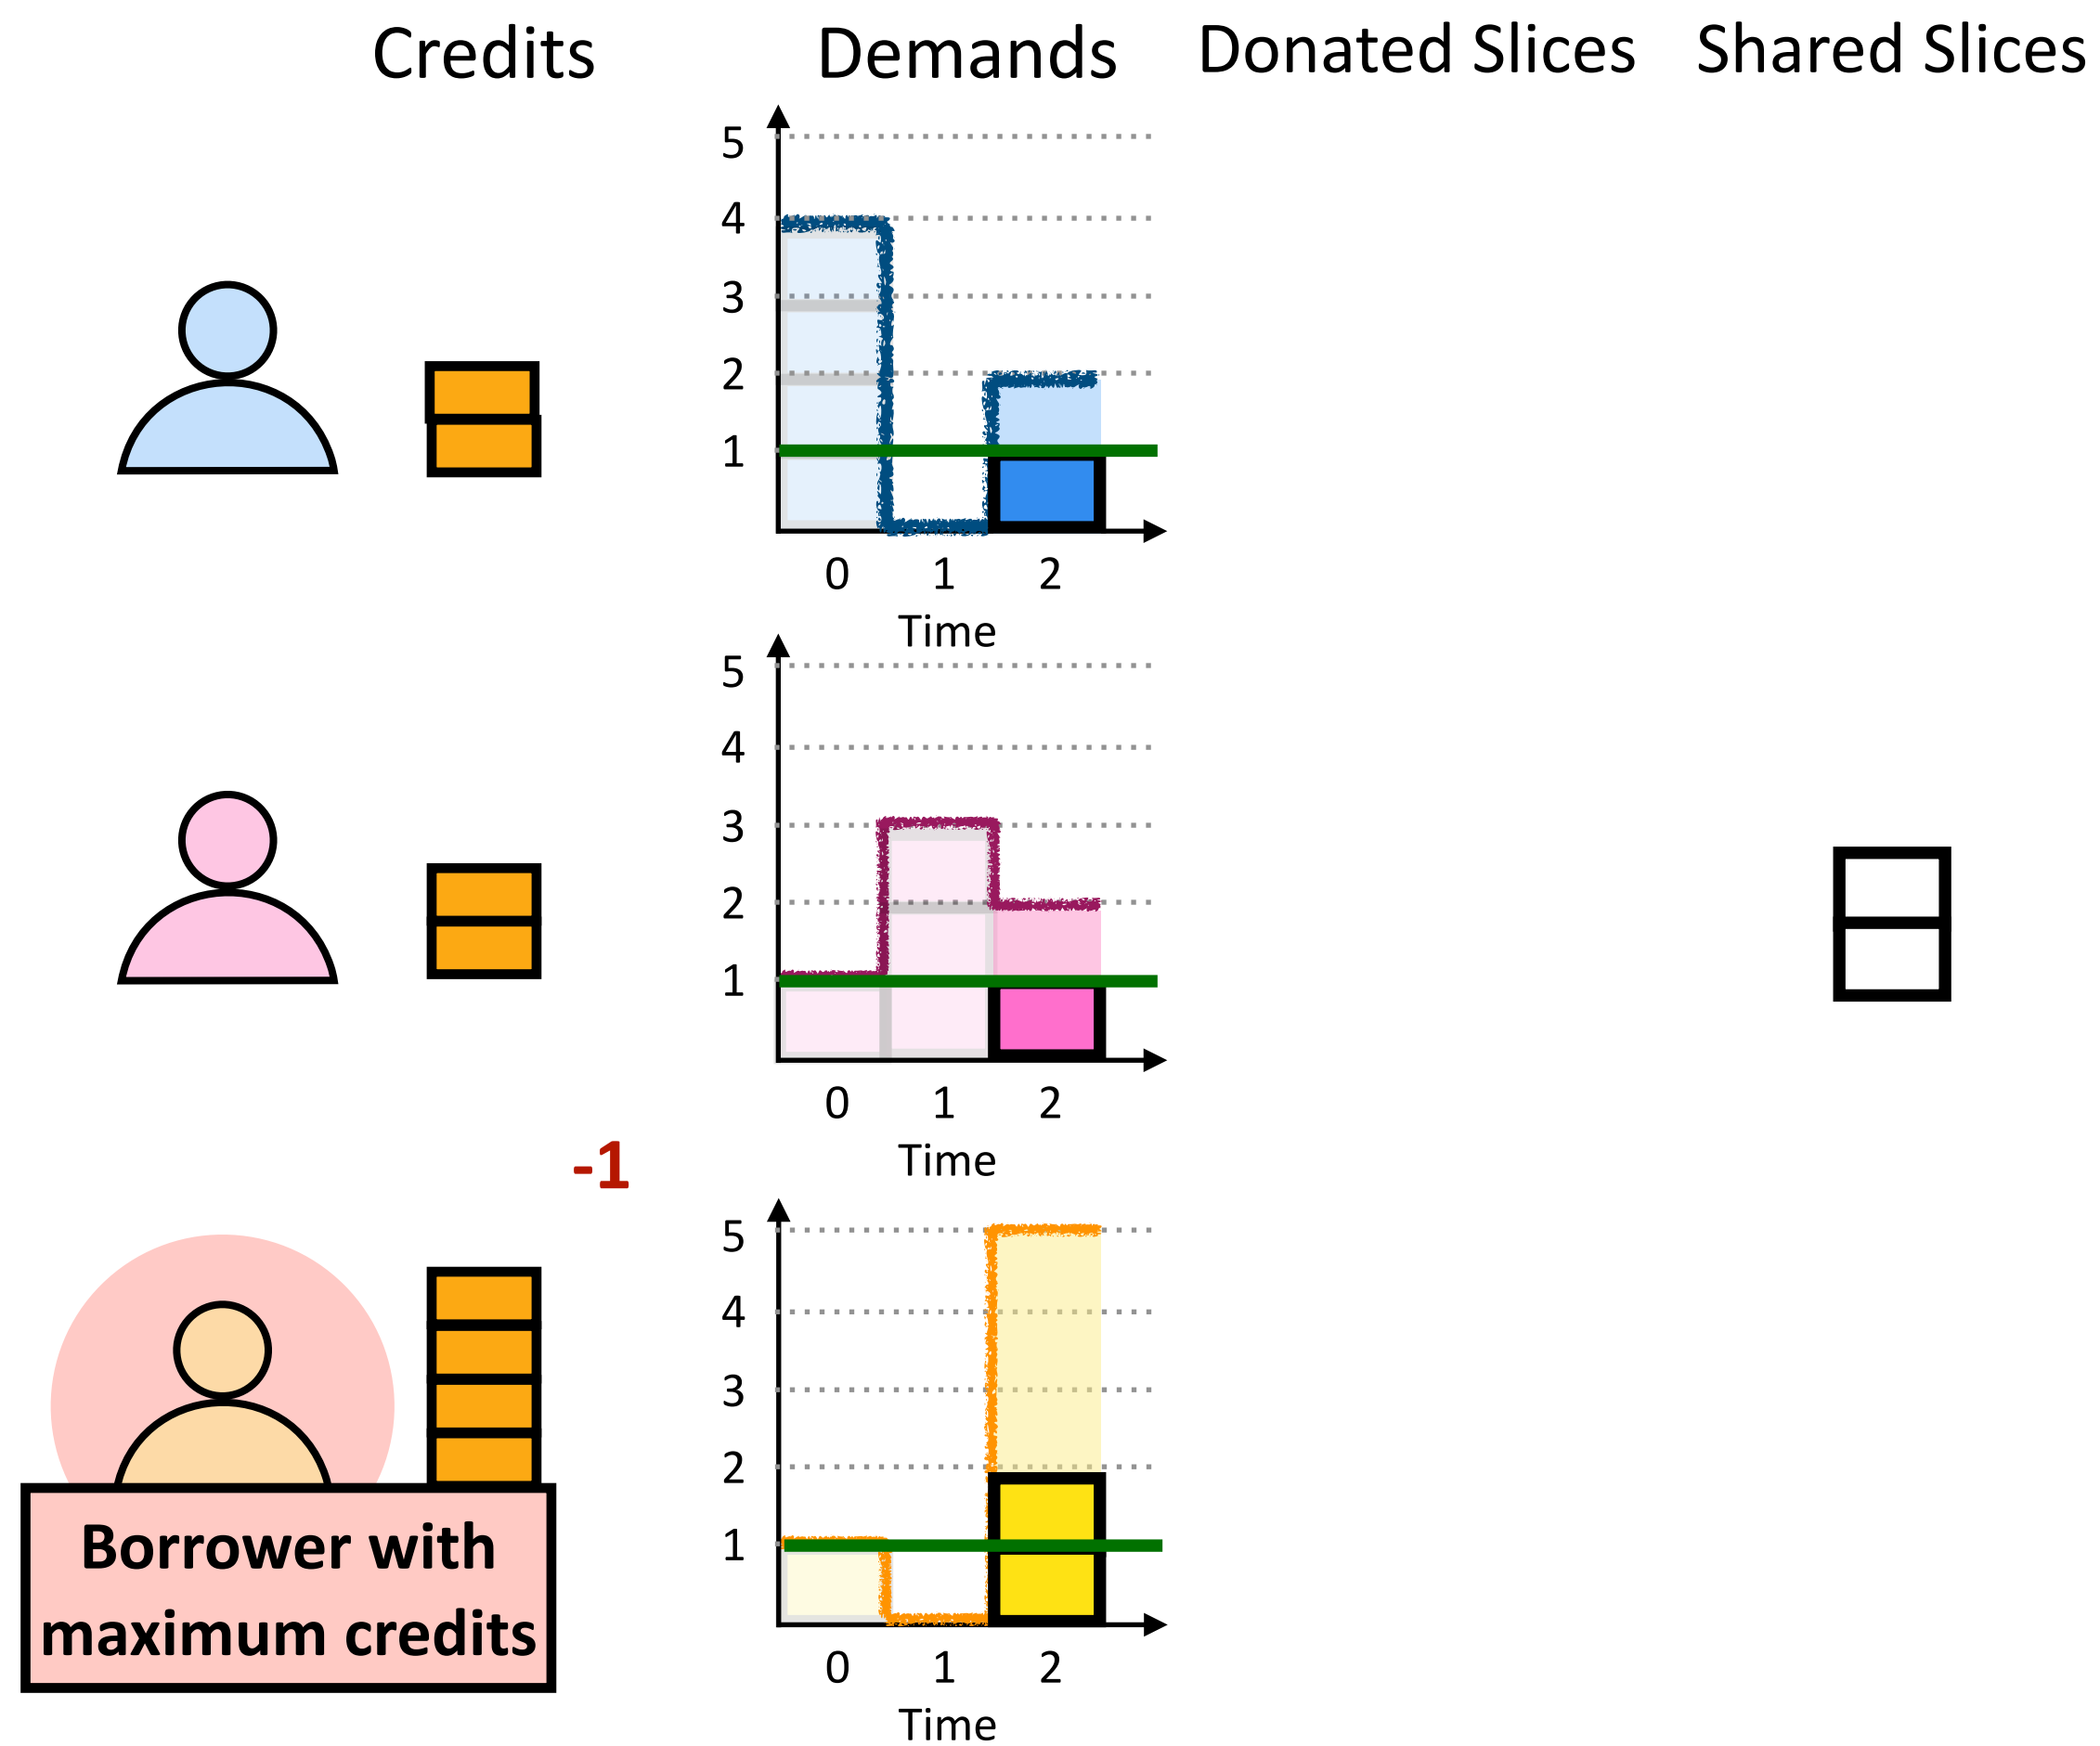 Credits
Demands
Donated Slices
Shared Slices
5
4
3
2
1
0 1 2
Time
5
4
3
2
1
0 1 2
Time
-1
5
4
3
2
1
0 1 2
Time
Borrower with
maximum credits